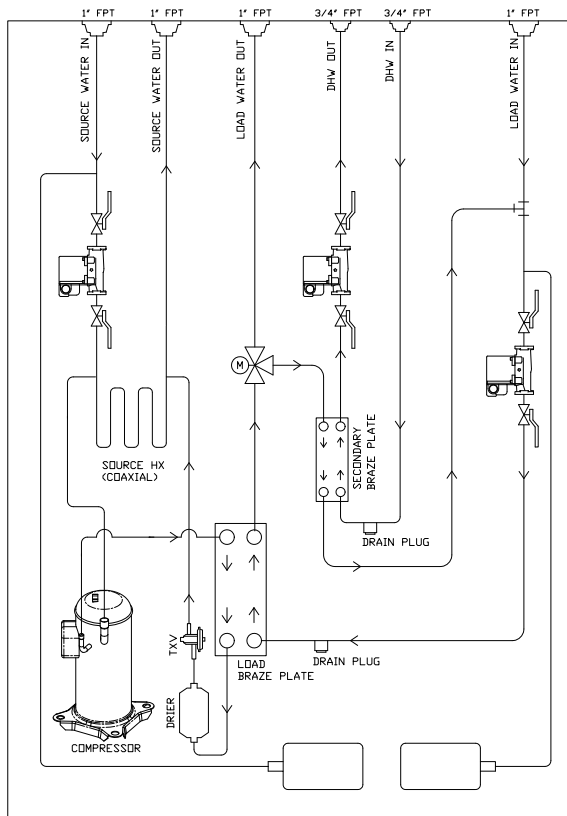 1" FPT
1" FPT
1" FPT
3/4" FPT
3/4" FPT
1" FPT
SOURCE WATER IN
SOURCE WATER OUT
LOAD WATER OUT
DHW OUT
DHW IN
LOAD WATER IN
M
SOURCE HX
(COAXIAL)
SECONDARY
BRAZE PLATE
DRAIN PLUG
TXV
DRAIN PLUG
LOAD
BRAZE PLATE
DRIER
COMPRESSOR